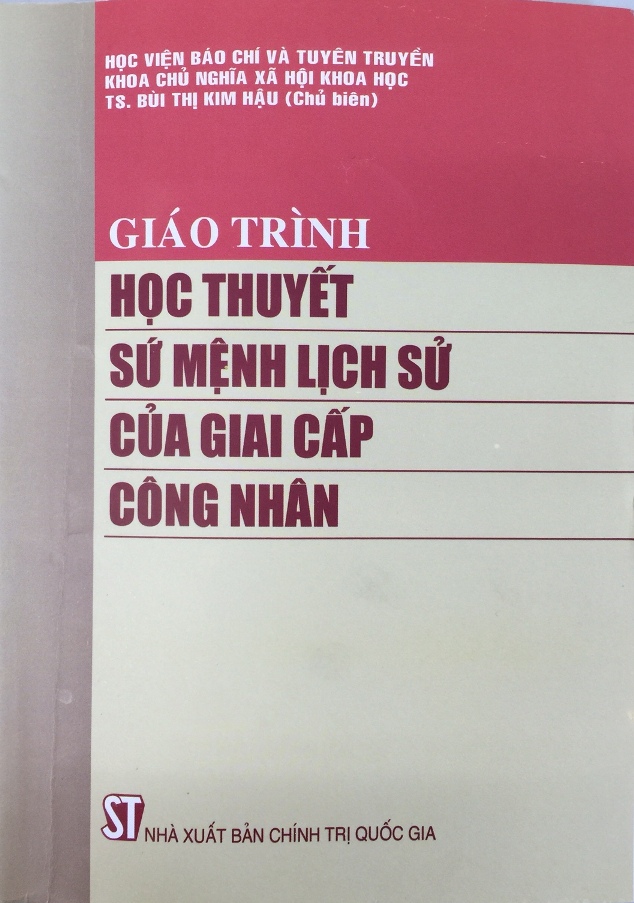 HỌC VIỆN BÁO CHÍ VÀ TUYÊN TRUYỀN
KHOA CHỦ NGHĨA XÃ HỘI KHOA HỌC
TS. BÙI THỊ KIM HẬU (Chủ biên)
GIÁO TRÌNH
HỌC THUYẾT
SỨ MỆNH LỊCH SỬ
CỦA GIAI CẤP
CÔNG NHÂN
ST NHÀ XUẤT BẢN CHÍNH TRỊ QUỐC GIA